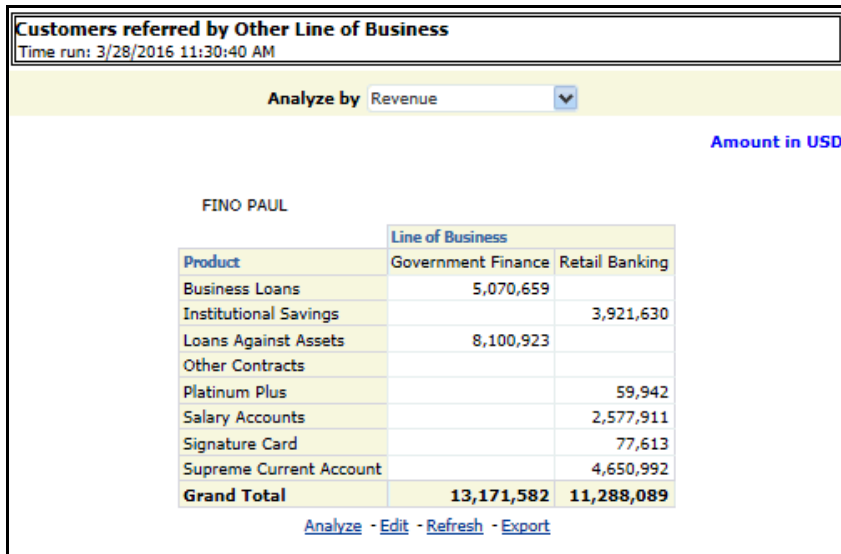 Customers referred by Other Line of Business
Time run: 3/28/2016 11:30:40 AM
Analyze by Revenue
Amount in USD
FINO PAUL
Line of Business
Product Government Finance Retail Banking
Business Loans 5,070,659
Institutional Savings 3,921,630
Loans Against Assets 8,100,923
Other Contracts
Platinum Plus 59,942
Salary Accounts 2,577,911
Signature Card 77,613
Supreme Current Account 4,650,992
Grand Total 13,171,582 11,288,089
Analyze - Edit - Refresh - Export